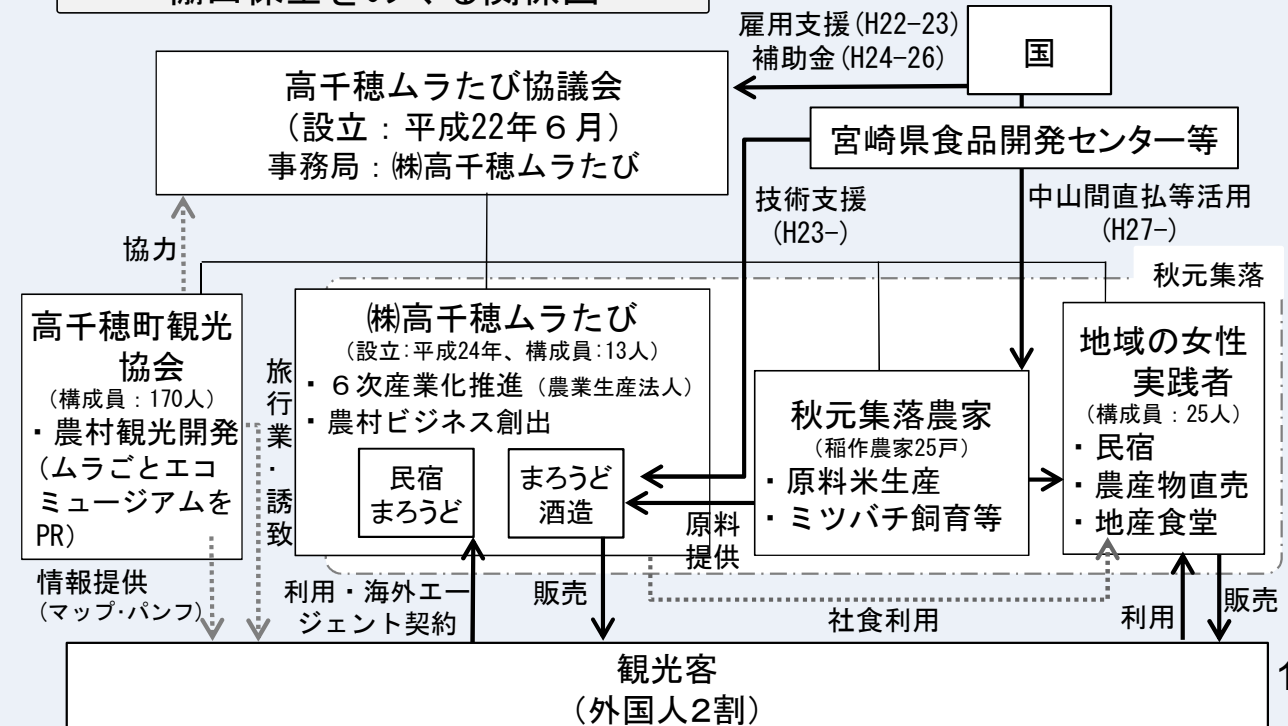 雇用支援(H22-23)
補助金(H24-26)
国
高千穂ムラたび協議会
（設立：平成22年６月）
事務局：㈱高千穂ムラたび
宮崎県食品開発センター等
技術支援
(H23-)
中山間直払等活用
(H27-)
協力
秋元集落
高千穂町観光
協会
（構成員：170人）
・農村観光開発
（ムラごとエコ
ミュージアムを
PR）
旅行業・誘致
㈱高千穂ムラたび
（設立:平成24年、構成員:13人）
・６次産業化推進（農業生産法人）
・農村ビジネス創出
民宿
まろうど
まろうど
酒造
秋元集落農家
（稲作農家25戸）
・原料米生産
・ミツバチ飼育等
地域の女性
実践者
（構成員：25人）
・民宿
・農産物直売
・地産食堂
原料
提供
情報提供
（マップ・パンフ）
利用・海外エー
ジェント契約
販売
社食利用
利用
販売
観光客
（外国人2割）